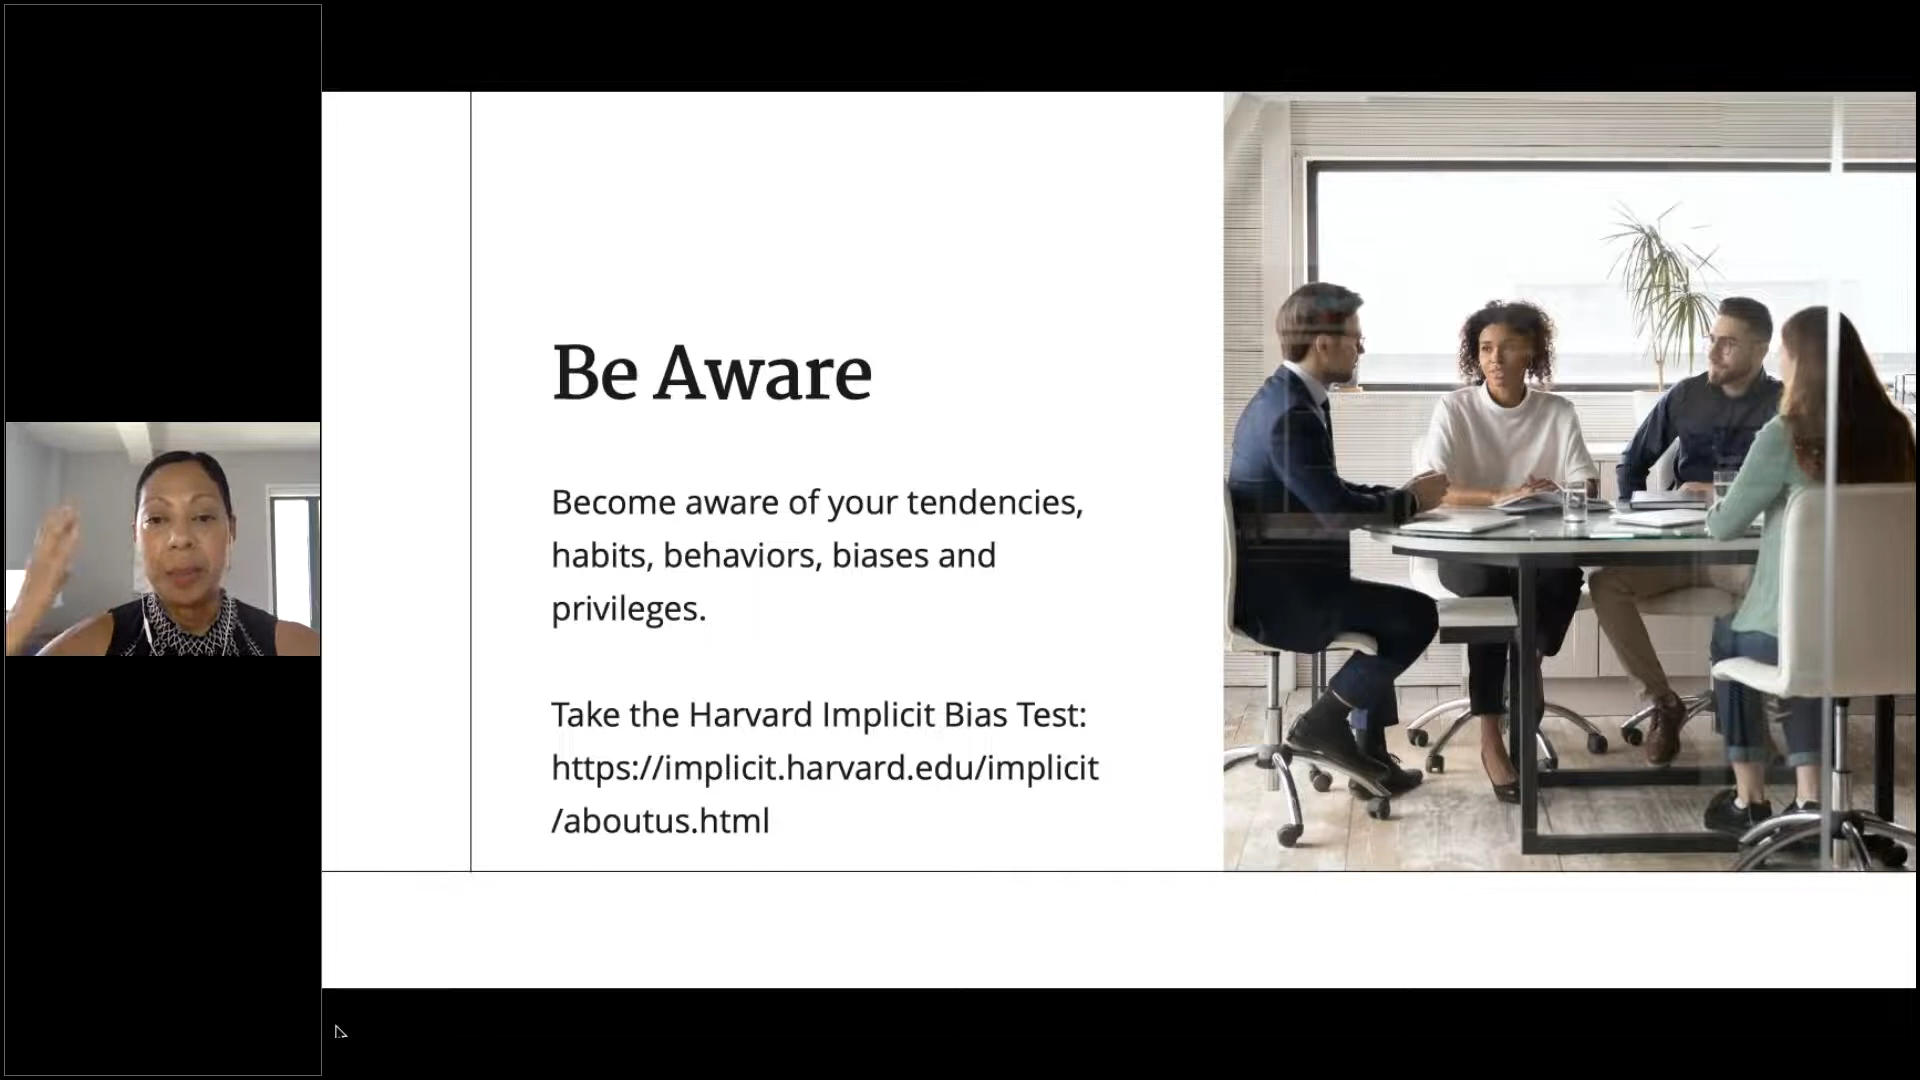 Be Aware
Become aware of your tendencies,
habits, behaviors, biases and
privileges.
Take the Harvard Implicit Bias Test:
https://implicit.harvard.edu/implicit
/aboutus.html